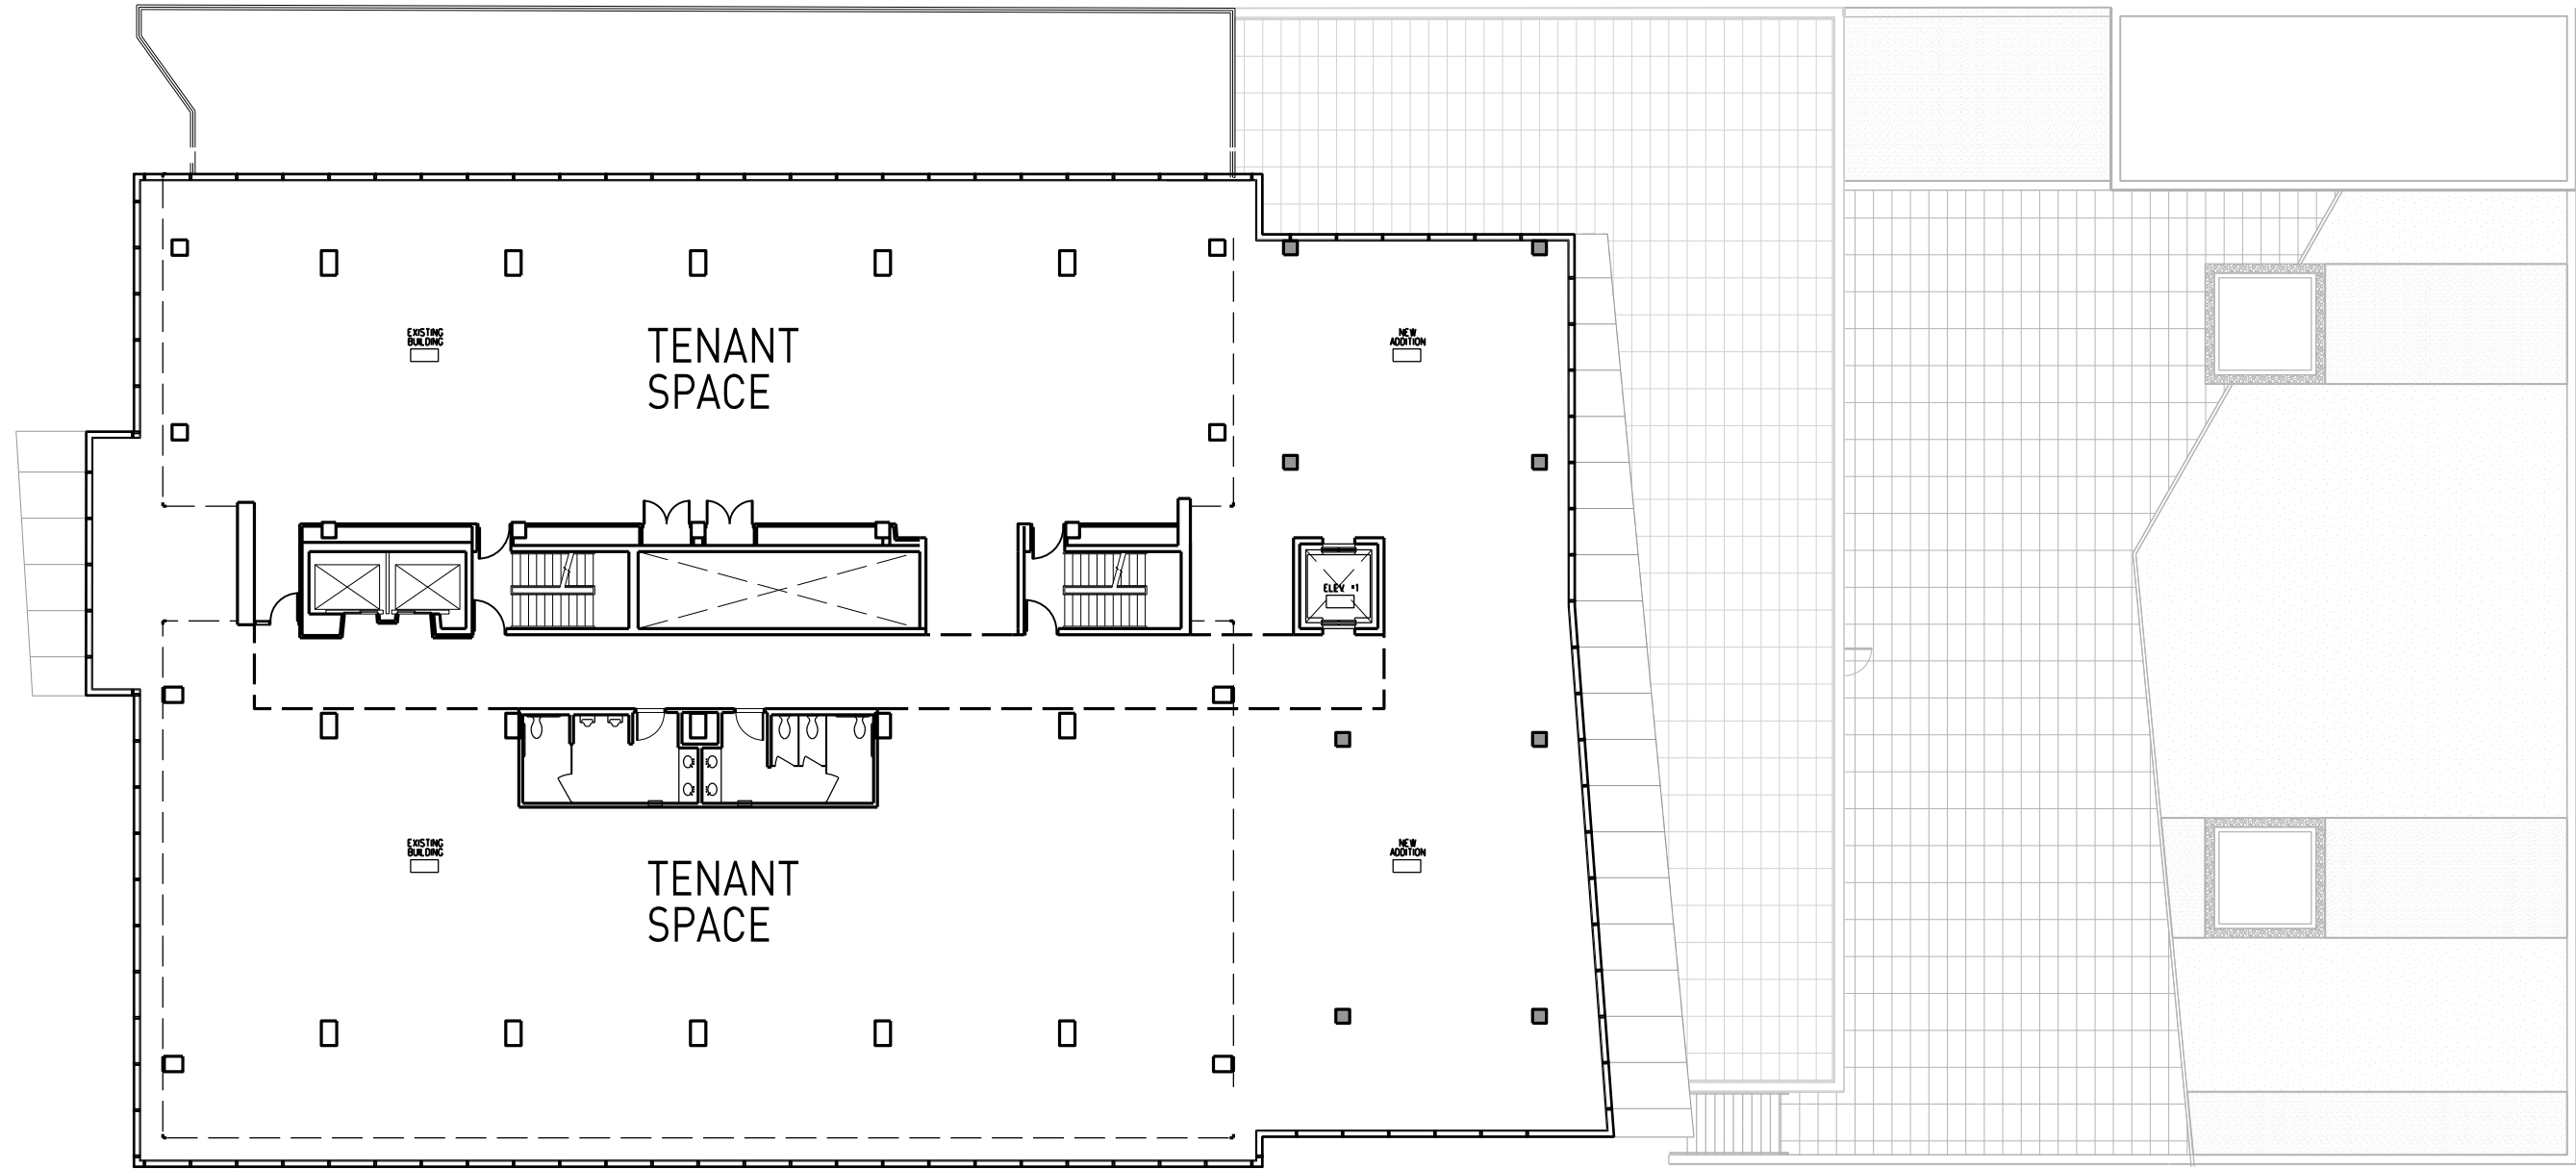 EXISTING
BUILDING
TENANT
SPACE
NEW
ADDITION
ELEV. #1
EXISTING
BUILDING
TENANT
SPACE
NEW
ADDITION